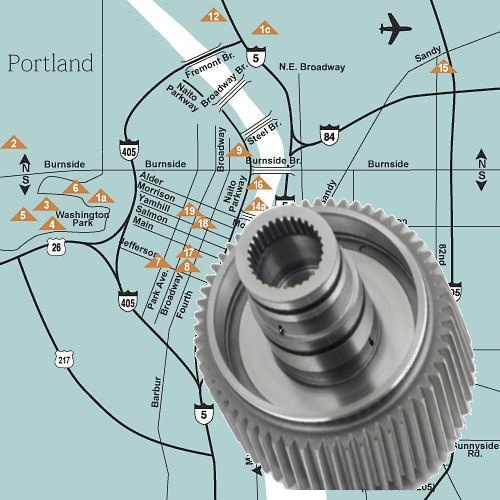 12
1c
5
Portland
Fremont Br.
N.E. Broadway
Sandy
15
Naito
Parkway
Broadway Br.
Steel Br.
84
405
2
Broadway
9
N
S
Burnside
Burnside
Burnside Br.
Burnside
N
S
6
1a
Alder
Morrison
Yamhill
Salmon
Main
Naito
Parkway
16
14a
5
3
4
Washington
Park
19
18
82nd
26
Jefferson
7
17
8
Park Ave.
Broadway
Fourth
405
217
Barbur
5
Sunnyside
Rd.